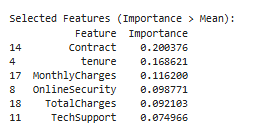 Selected Features (Importance > Mean):
Feature Importance
14 Contract 0.200376
4 tenure 0.168621
17 MonthlyCharges 0.116200
8 OnlineSecurity 0.098771
18 TotalCharges 0.092103
11 TechSupport 0.074966